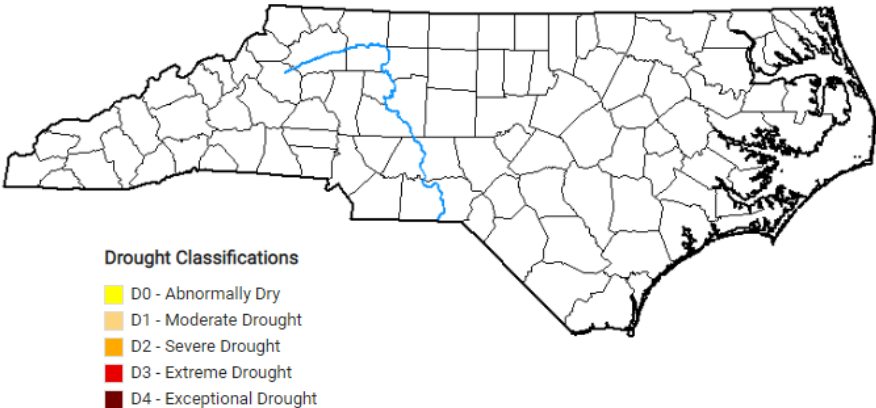 Drought Classifications
D0 - Abnormally Dry
D1 - Moderate Drought
D2 - Severe Drought
D3 - Extreme Drought
D4 - Exceptional Drought